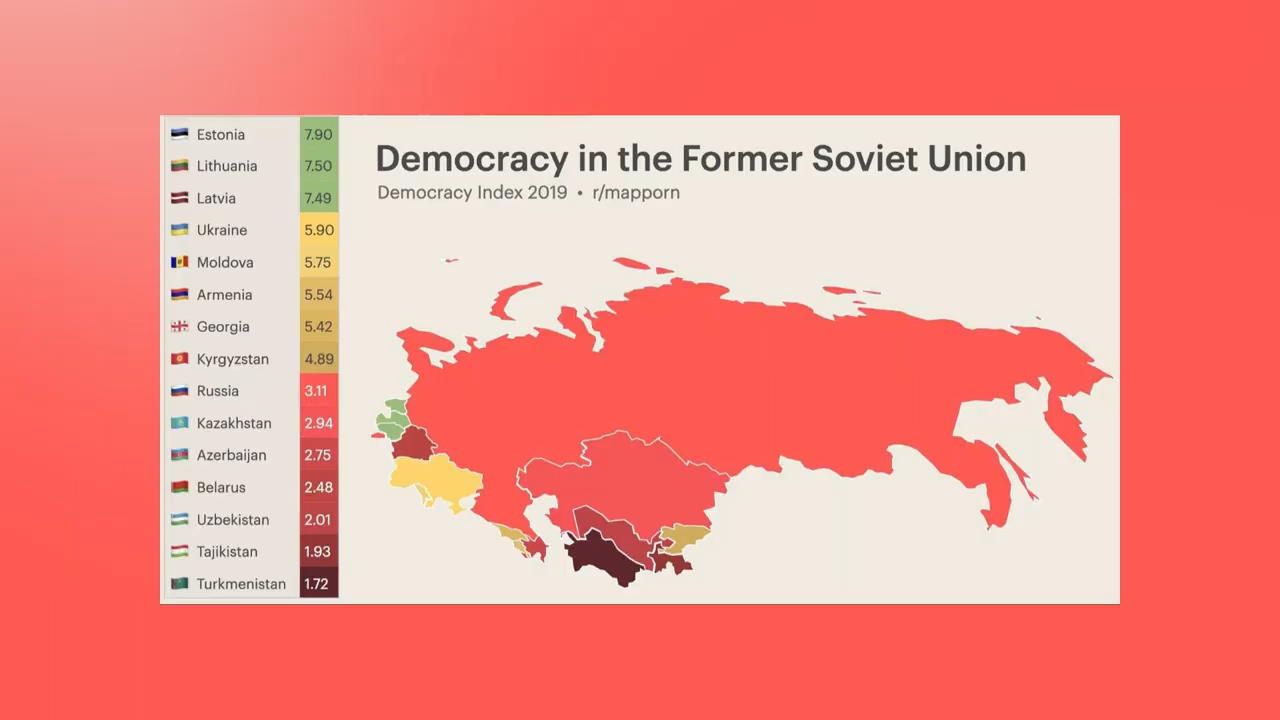 Democracy in the Former Soviet Union
Democracy Index 2019 • r/mapporn
Estonia 7.90
Lithuania 7.50
Latvia 7.49
Ukraine 5.90
Moldova 5.75
Armenia 5.54
Georgia 5.42
Kyrgyzstan 4.89
Russia 3.11
Kazakhstan 2.94
Azerbaijan 2.75
Belarus 2.48
Uzbekistan 2.01
Tajikistan 1.93
Turkmenistan 1.72